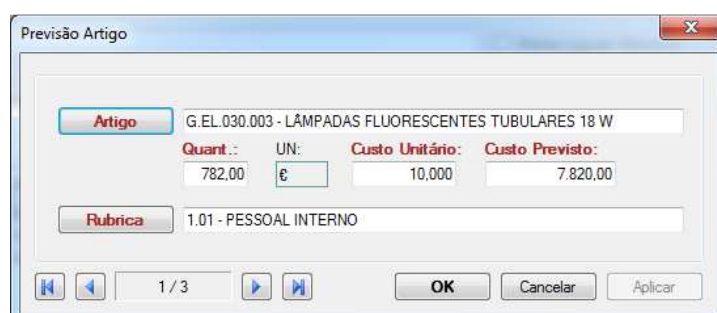 Previsão Artigo
Artigo G.EL.030.003 - LÂMPADAS FLUORESCENTES TUBULARES 18 W
Quant.: UN: Custo Unitário: Custo Previsto:
782,00 € 10,000 7.820,00
Rubrica 1.01 - PESSOAL INTERNO
1 / 3 OK Cancelar Aplicar